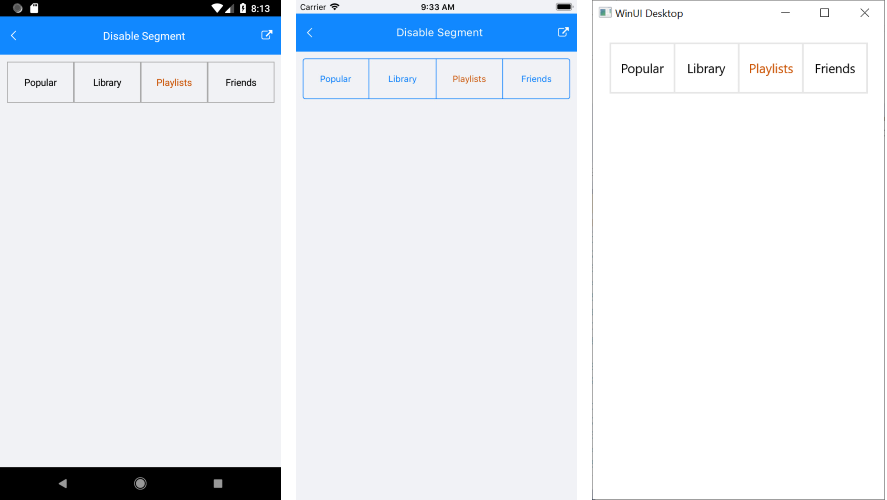 8:13
Disable Segment
Popular Library Playlists Friends
Carrier 9:33 AM
Disable Segment
Popular Library Playlists Friends
WinUI Desktop
Popular Library Playlists Friends